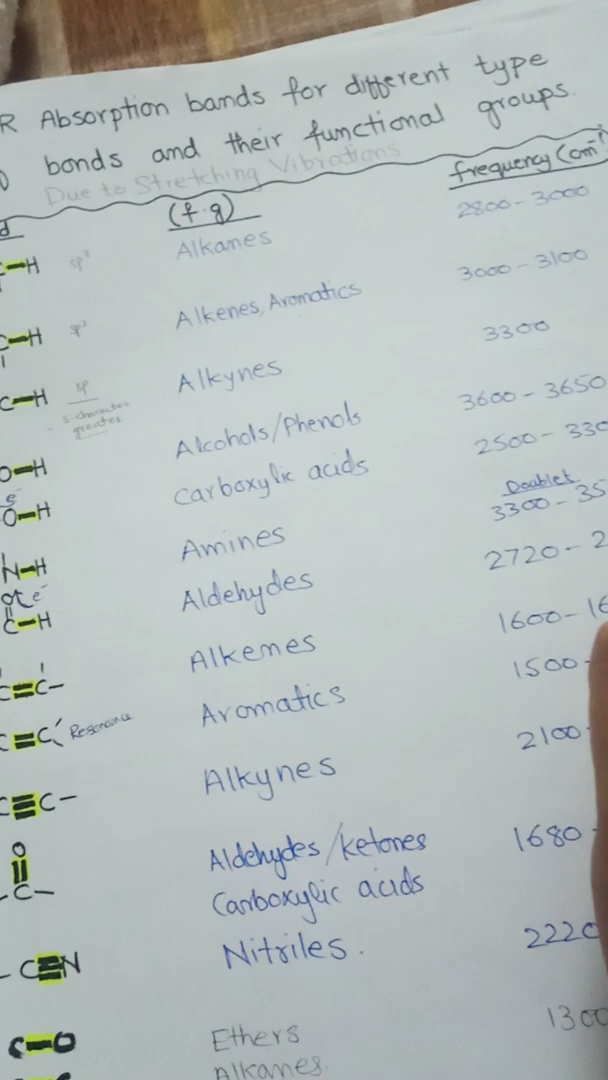 R Absorption bands for different type
bonds and their functional groups.
Due to Stretching Vibrations
d (f.g) frequency (cm⁻¹)
C-H sp³ Alkanes 2800-3000
C-H sp² Alkenes, Aromatics 3000-3100
C-H sp Alkynes 3300
s-character
greater
O-H Alcohols/Phenols 3600-3650
O-H Carboxylic acids 2500-330
Doublet
N-H Amines 3300-35
C-H Aldehydes 2720-2
C=C- Alkenes 1600-16
C=C Resonance Aromatics 1500-
C≡C- Alkynes 2100-
O
-C- Aldehydes/ketones 1680-
Carboxylic acids
-C≡N Nitriles. 2220
C-O Ethers 1300
Alkanes.